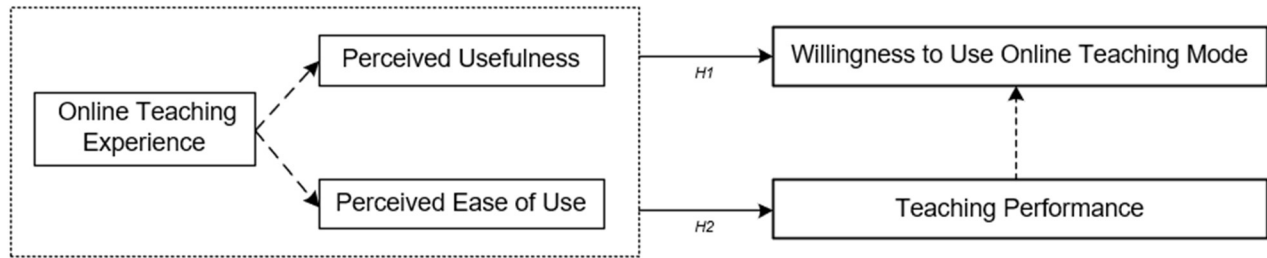 Perceived Usefulness
H1
Willingness to Use Online Teaching Mode
Online Teaching
Experience
Perceived Ease of Use
H2
Teaching Performance